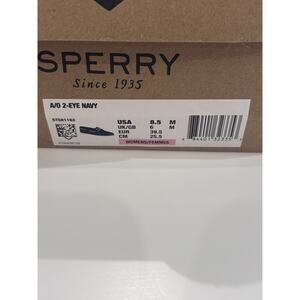 SPERRY
Since 1935
A/O 2-EYE NAVY
STS81162
USA 8.5 M
UK/GB 6 M
EUR 39.5
CM 25.5
WOMENS/FEMMES